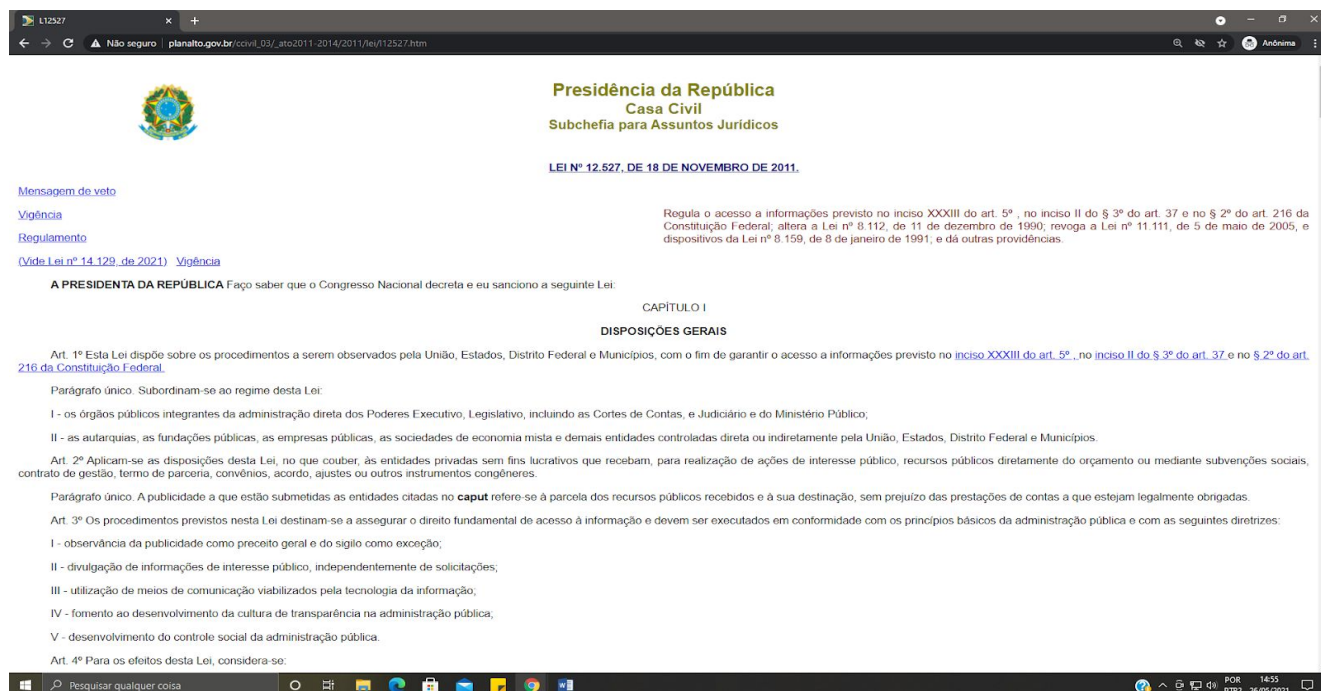 L12527
Não seguro | planalto.gov.br/ccivil_03/_ato2011-2014/2011/lei/l12527.htm
Anônima
Presidência da República
Casa Civil
Subchefia para Assuntos Jurídicos
LEI Nº 12.527, DE 18 DE NOVEMBRO DE 2011.
Mensagem de veto
Vigência
Regulamento
(Vide Lei nº 14.129, de 2021) Vigência
Regula o acesso a informações previsto no inciso XXXIII do art. 5º , no inciso II do § 3º do art. 37 e no § 2º do art. 216 da
Constituição Federal; altera a Lei nº 8.112, de 11 de dezembro de 1990; revoga a Lei nº 11.111, de 5 de maio de 2005, e
dispositivos da Lei nº 8.159, de 8 de janeiro de 1991; e dá outras providências.
A PRESIDENTA DA REPÚBLICA Faço saber que o Congresso Nacional decreta e eu sanciono a seguinte Lei:
CAPÍTULO I
DISPOSIÇÕES GERAIS
Art. 1º Esta Lei dispõe sobre os procedimentos a serem observados pela União, Estados, Distrito Federal e Municípios, com o fim de garantir o acesso a informações previsto no inciso XXXIII do art. 5º , no inciso II do § 3º do art. 37 e no § 2º do art.
216 da Constituição Federal.
Parágrafo único. Subordinam-se ao regime desta Lei:
I - os órgãos públicos integrantes da administração direta dos Poderes Executivo, Legislativo, incluindo as Cortes de Contas, e Judiciário e do Ministério Público;
II - as autarquias, as fundações públicas, as empresas públicas, as sociedades de economia mista e demais entidades controladas direta ou indiretamente pela União, Estados, Distrito Federal e Municípios.
Art. 2º Aplicam-se as disposições desta Lei, no que couber, às entidades privadas sem fins lucrativos que recebam, para realização de ações de interesse público, recursos públicos diretamente do orçamento ou mediante subvenções sociais,
contrato de gestão, termo de parceria, convênios, acordo, ajustes ou outros instrumentos congêneres.
Parágrafo único. A publicidade a que estão submetidas as entidades citadas no caput refere-se à parcela dos recursos públicos recebidos e à sua destinação, sem prejuízo das prestações de contas a que estejam legalmente obrigadas.
Art. 3º Os procedimentos previstos nesta Lei destinam-se a assegurar o direito fundamental de acesso à informação e devem ser executados em conformidade com os princípios básicos da administração pública e com as seguintes diretrizes:
I - observância da publicidade como preceito geral e do sigilo como exceção;
II - divulgação de informações de interesse público, independentemente de solicitações;
III - utilização de meios de comunicação viabilizados pela tecnologia da informação;
IV - fomento ao desenvolvimento da cultura de transparência na administração pública;
V - desenvolvimento do controle social da administração pública.
Art. 4º Para os efeitos desta Lei, considera-se:
Pesquisar qualquer coisa
POR 14:55
PTB2 26/05/2021